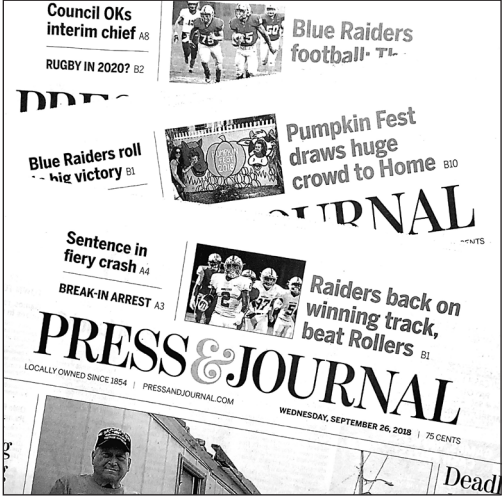 Council OKs
interim chief A8
RUGBY IN 2020? B2
Blue Raiders
football:
Blue Raiders roll
big victory B1
Pumpkin Fest
draws huge
crowd to Home B10
JOURNAL
CENTS
Sentence in
fiery crash A4
BREAK-IN ARREST A3
Raiders back on
winning track,
beat Rollers B1
PRESS&JOURNAL
LOCALLY OWNED SINCE 1854 | PRESSANDJOURNAL.COM
WEDNESDAY, SEPTEMBER 26, 2018 | 75 CENTS
Dead